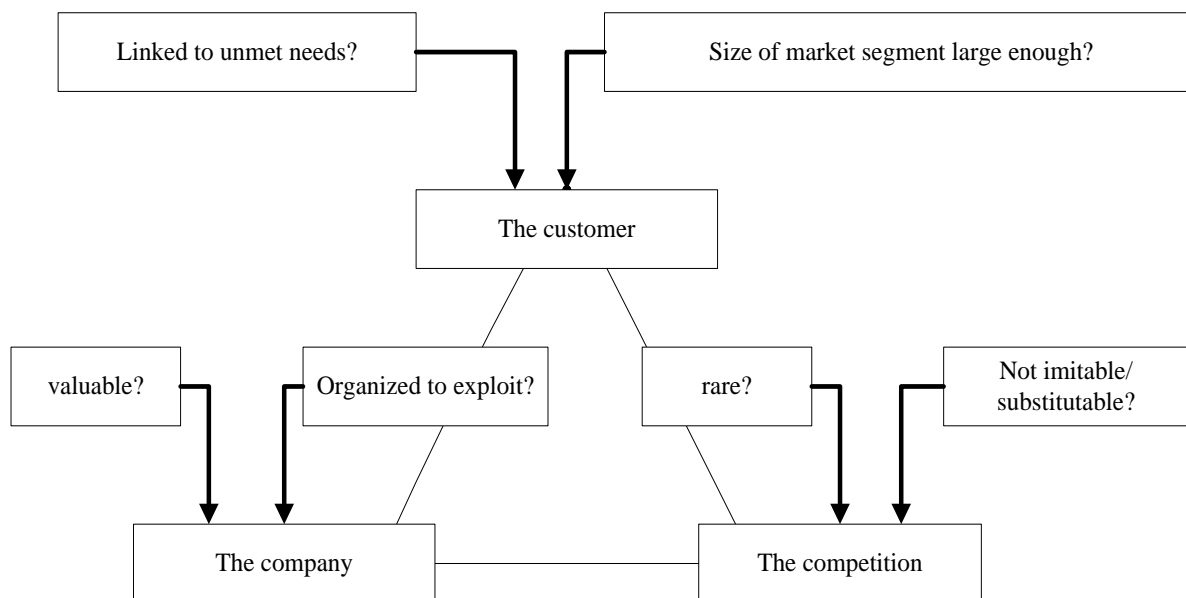 Linked to unmet needs?
Size of market segment large enough?
The customer
valuable?
Organized to exploit?
rare?
Not imitable/
substitutable?
The company
The competition